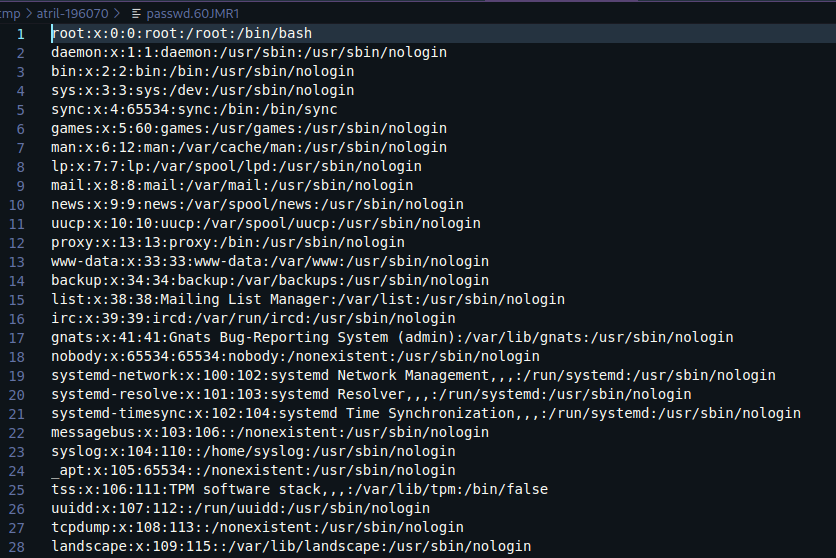 tmp > atril-196070 > passwd.60JMR1
1 root:x:0:0:root:/root:/bin/bash
2 daemon:x:1:1:daemon:/usr/sbin:/usr/sbin/nologin
3 bin:x:2:2:bin:/bin:/usr/sbin/nologin
4 sys:x:3:3:sys:/dev:/usr/sbin/nologin
5 sync:x:4:65534:sync:/bin:/bin/sync
6 games:x:5:60:games:/usr/games:/usr/sbin/nologin
7 man:x:6:12:man:/var/cache/man:/usr/sbin/nologin
8 lp:x:7:7:lp:/var/spool/lpd:/usr/sbin/nologin
9 mail:x:8:8:mail:/var/mail:/usr/sbin/nologin
10 news:x:9:9:news:/var/spool/news:/usr/sbin/nologin
11 uucp:x:10:10:uucp:/var/spool/uucp:/usr/sbin/nologin
12 proxy:x:13:13:proxy:/bin:/usr/sbin/nologin
13 www-data:x:33:33:www-data:/var/www:/usr/sbin/nologin
14 backup:x:34:34:backup:/var/backups:/usr/sbin/nologin
15 list:x:38:38:Mailing List Manager:/var/list:/usr/sbin/nologin
16 irc:x:39:39:ircd:/var/run/ircd:/usr/sbin/nologin
17 gnats:x:41:41:Gnats Bug-Reporting System (admin):/var/lib/gnats:/usr/sbin/nologin
18 nobody:x:65534:65534:nobody:/nonexistent:/usr/sbin/nologin
19 systemd-network:x:100:102:systemd Network Management,,,:/run/systemd:/usr/sbin/nologin
20 systemd-resolve:x:101:103:systemd Resolver,,,:/run/systemd:/usr/sbin/nologin
21 systemd-timesync:x:102:104:systemd Time Synchronization,,,:/run/systemd:/usr/sbin/nologin
22 messagebus:x:103:106::/nonexistent:/usr/sbin/nologin
23 syslog:x:104:110::/home/syslog:/usr/sbin/nologin
24 _apt:x:105:65534::/nonexistent:/usr/sbin/nologin
25 tss:x:106:111:TPM software stack,,,:/var/lib/tpm:/bin/false
26 uuidd:x:107:112::/run/uuidd:/usr/sbin/nologin
27 tcpdump:x:108:113::/nonexistent:/usr/sbin/nologin
28 landscape:x:109:115::/var/lib/landscape:/usr/sbin/nologin